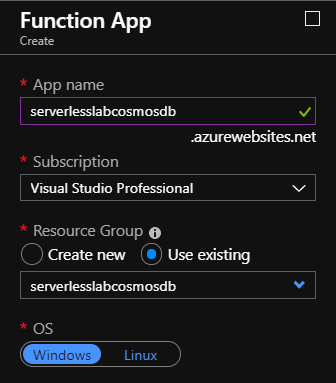 Function App
Create
* App name
serverlesslabcosmosdb
.azurewebsites.net
* Subscription
Visual Studio Professional
* Resource Group
Create new Use existing
serverlesslabcosmosdb
* OS
Windows Linux